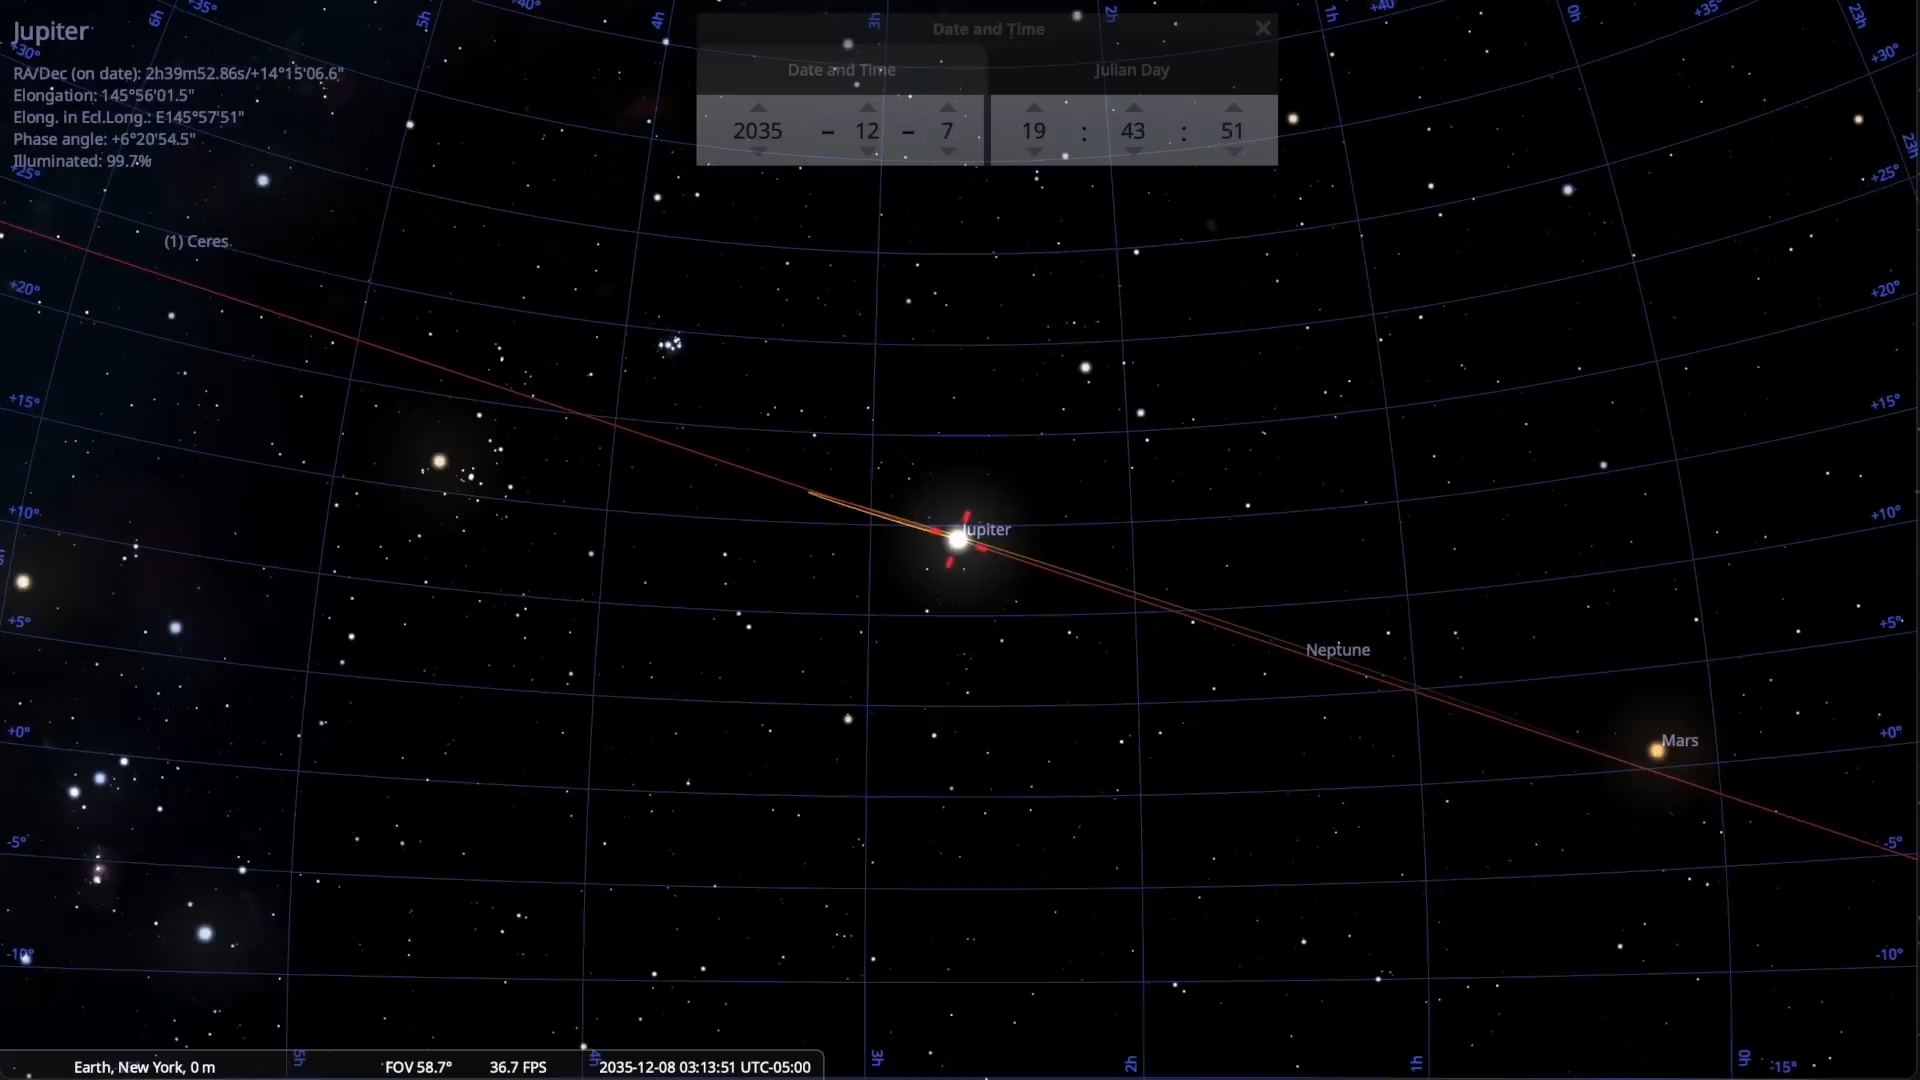 Jupiter
RA/Dec (on date): 2h39m52.86s/+14°15'06.6"
Elongation: 145°56'01.5"
Elong. in Ecl.Long.: E145°57'51"
Phase angle: +6°20'54.5"
Illuminated: 99.7%
Date and Time
Date and Time
Julian Day
2035 – 12 – 7 19 : 43 : 51
6h
+35°
5h
+40°
4h
3h
2h
1h
+40°
0h
+35°
23h
+30°
+30°
23h
+25°
+25°
(1) Ceres
+20°
+20°
+15°
+15°
+10°
+10°
Jupiter
+5°
+5°
Neptune
Mars
+0°
+0°
-5°
-5°
-10°
-10°
5h
4h
3h
2h
1h
0h
-15°
Earth, New York, 0 m
FOV 58.7°
36.7 FPS
2035-12-08 03:13:51 UTC-05:00